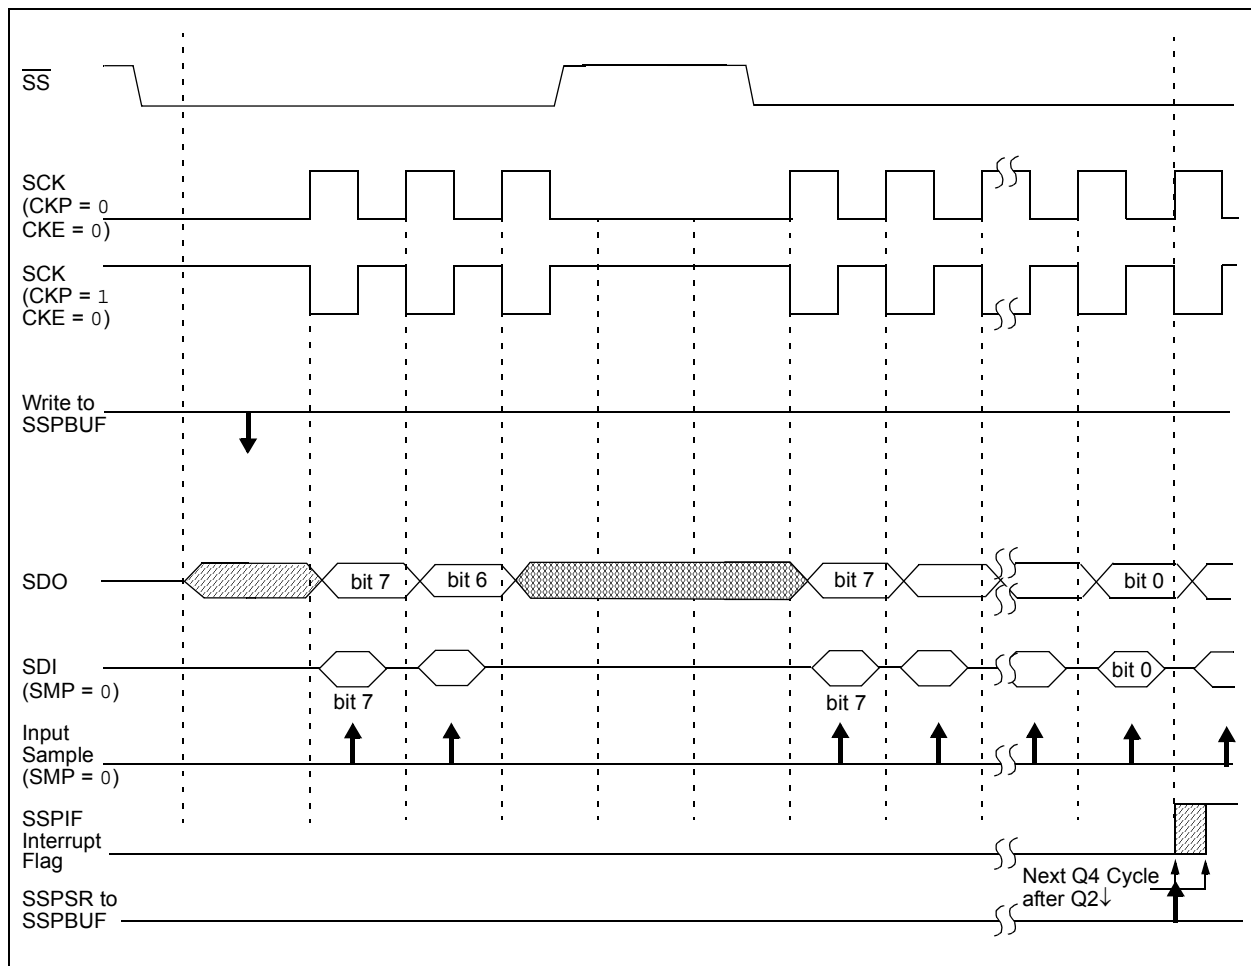 SS
SCK
(CKP = 0
CKE = 0)
SCK
(CKP = 1
CKE = 0)
Write to
SSPBUF
SDO
bit 7
bit 6
bit 7
bit 0
SDI
(SMP = 0)
bit 7
bit 7
bit 0
Input
Sample
(SMP = 0)
SSPIF
Interrupt
Flag
Next Q4 Cycle
after Q2↓
SSPSR to
SSPBUF